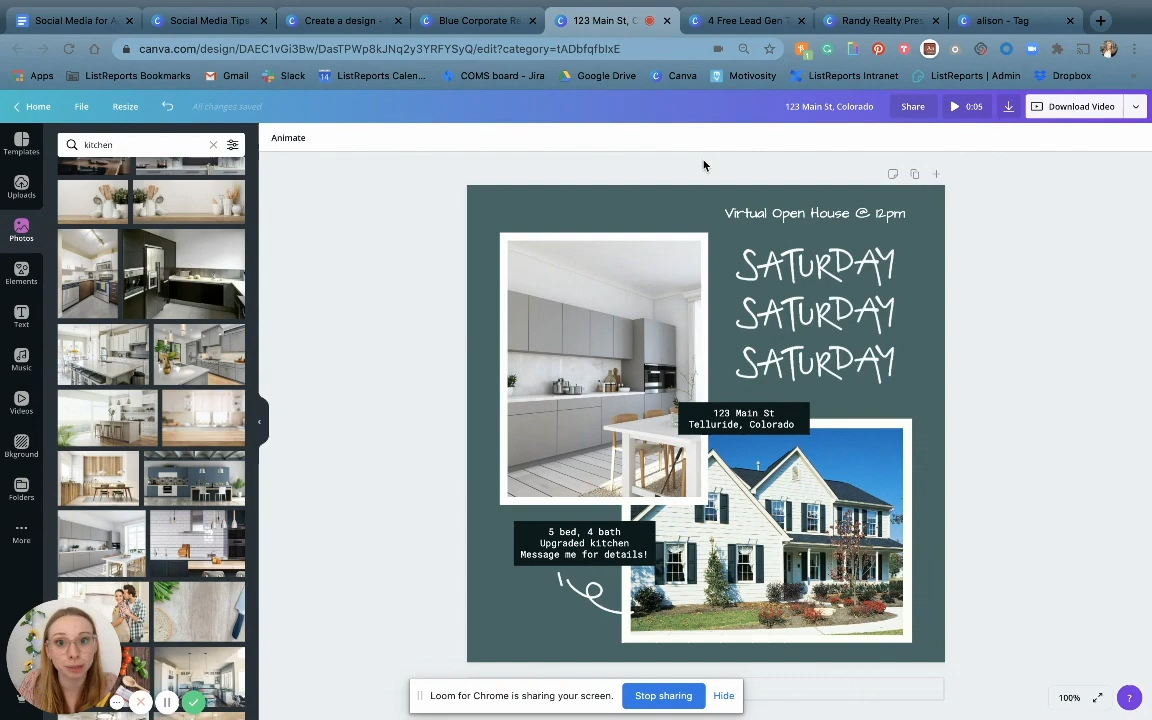 Social Media for A
Social Media Tips
Create a design -
Blue Corporate Ro
123 Main St, C
4 Free Lead Gen T
Randy Realty Pres
alison - Tag
canva.com/design/DAEC1vGi3Bw/DasTPWp8kJNq2y3YRFYSyQ/edit?category=tADbfqfbIxE
Apps
ListReports Bookmarks
Gmail
Slack
14
ListReports Calen...
COMS board - Jira
Google Drive
Canva
Motivosity
ListReports Intranet
ListReports | Admin
Dropbox
Home
File
Resize
All changes saved
123 Main St, Colorado
Share
0:05
Download Video
Templates
Uploads
Photos
Elements
Text
Music
Videos
Bkground
Folders
More
kitchen
Animate
Virtual Open House @ 12pm
SATURDAY
SATURDAY
SATURDAY
123 Main St
Telluride, Colorado
5 bed, 4 bath
Upgraded kitchen
Message me for details!
Loom for Chrome is sharing your screen.
Stop sharing
Hide
100%
?